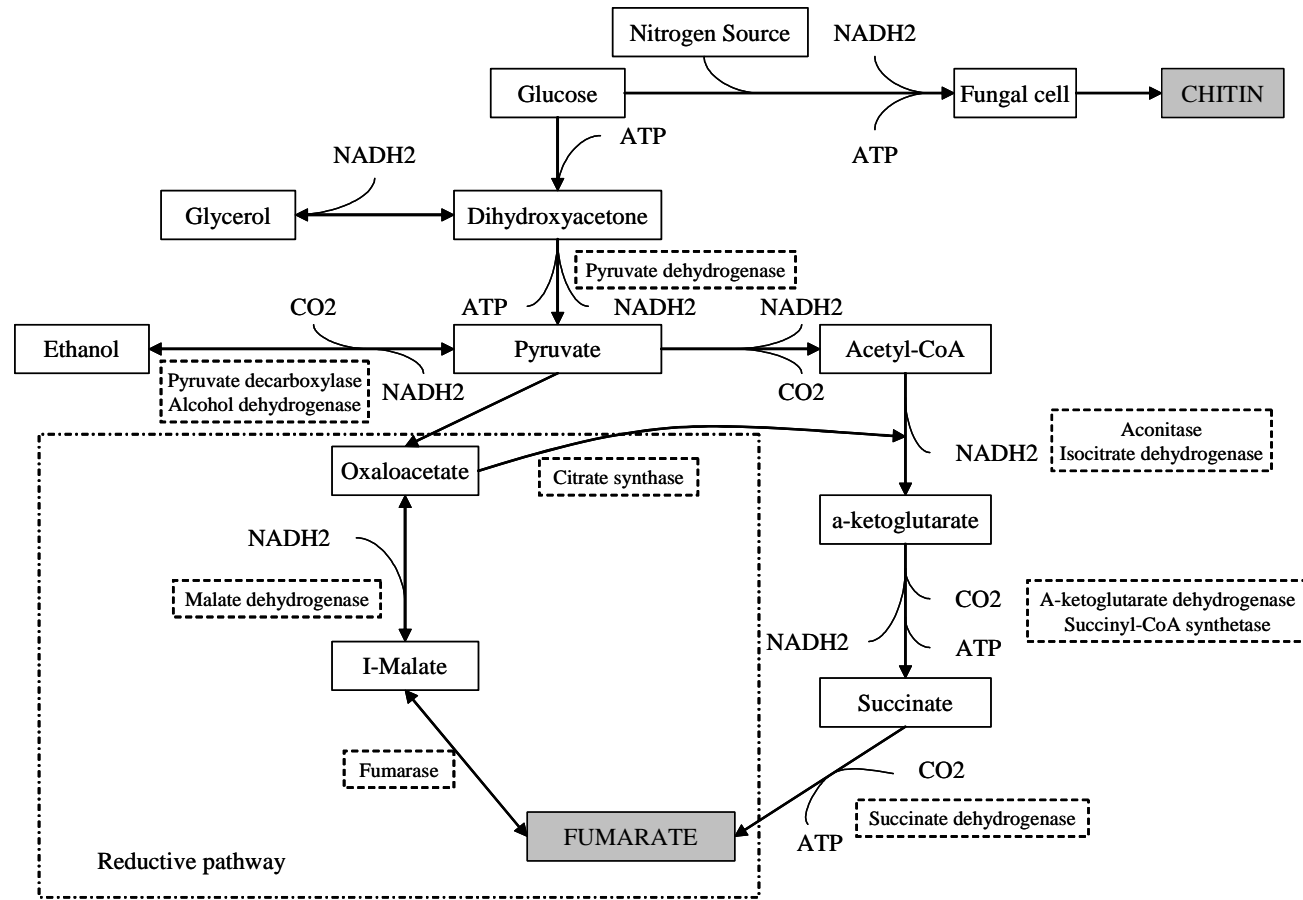 Nitrogen Source
NADH2
Glucose
Fungal cell
CHITIN
ATP
ATP
NADH2
Glycerol
Dihydroxyacetone
Pyruvate dehydrogenase
CO2
ATP
NADH2
NADH2
Ethanol
Pyruvate
Acetyl-CoA
Pyruvate decarboxylase
Alcohol dehydrogenase
NADH2
CO2
Oxaloacetate
Citrate synthase
NADH2
Aconitase
Isocitrate dehydrogenase
a-ketoglutarate
NADH2
Malate dehydrogenase
CO2
A-ketoglutarate dehydrogenase
Succinyl-CoA synthetase
NADH2
ATP
I-Malate
Succinate
Fumarase
CO2
Succinate dehydrogenase
FUMARATE
ATP
Reductive pathway